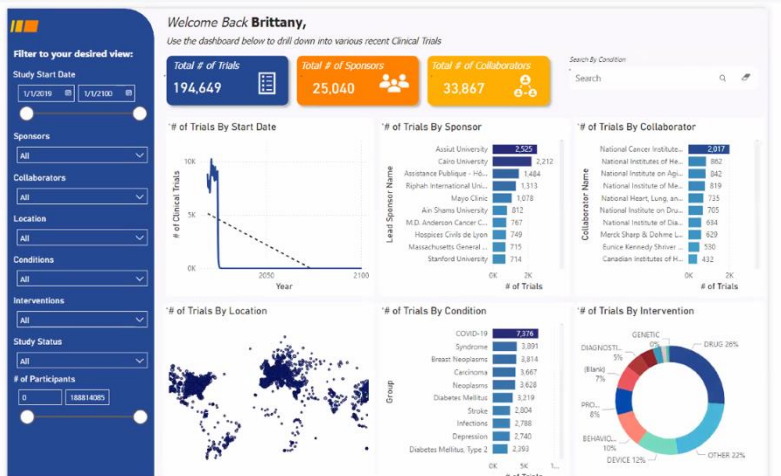 Filter to your desired view:
Study Start Date
1/1/2019
1/1/2100
Sponsors
All
Collaborators
All
Location
All
Conditions
All
Interventions
All
Study Status
All
# of Participants
0
188814085
Welcome Back Brittany,
Use the dashboard below to drill down into various recent Clinical Trials
Total # of Trials
194,649
Total # of Sponsors
25,040
Total # of Collaborators
33,867
Search By Condition
Search
# of Trials By Start Date
# of Clinical Trials
10K
5K
0K
2050
2100
Year
# of Trials By Sponsor
Lead Sponsor Name
Assiut University 2,525
Cairo University 2,212
Assistance Publique - Hô... 1,484
Riphah International Uni... 1,313
Mayo Clinic 1,078
Ain Shams University 812
M.D. Anderson Cancer C... 767
Hospices Civils de Lyon 749
Massachusetts General ... 715
Stanford University 714
0K 2K
# of Trials
# of Trials By Collaborator
Collaborator Name
National Cancer Institute... 2,017
National Institutes of He... 862
National Institute on Agi... 842
National Institute of Me... 819
National Heart, Lung, an... 735
National Institute on Dru... 705
National Institute of Dia... 634
Merck Sharp & Dohme L... 629
Eunice Kennedy Shriver ... 530
Canadian Institutes of H... 432
0K 2K
# of Trials
# of Trials By Location
# of Trials By Condition
Group
COVID-19 7,376
Syndrome 3,891
Breast Neoplasms 3,814
Carcinoma 3,667
Neoplasms 3,628
Diabetes Mellitus 3,219
Stroke 2,804
Infections 2,788
Depression 2,740
Diabetes Mellitus, Type 2 2,393
0K 5K 1...
# of Trials
# of Trials By Intervention
GENETIC
0%
DRUG 26%
DIAGNOSTI...
5%
(Blank)
7%
PRO...
8%
BEHAVIO...
10%
DEVICE 12%
OTHER 22%